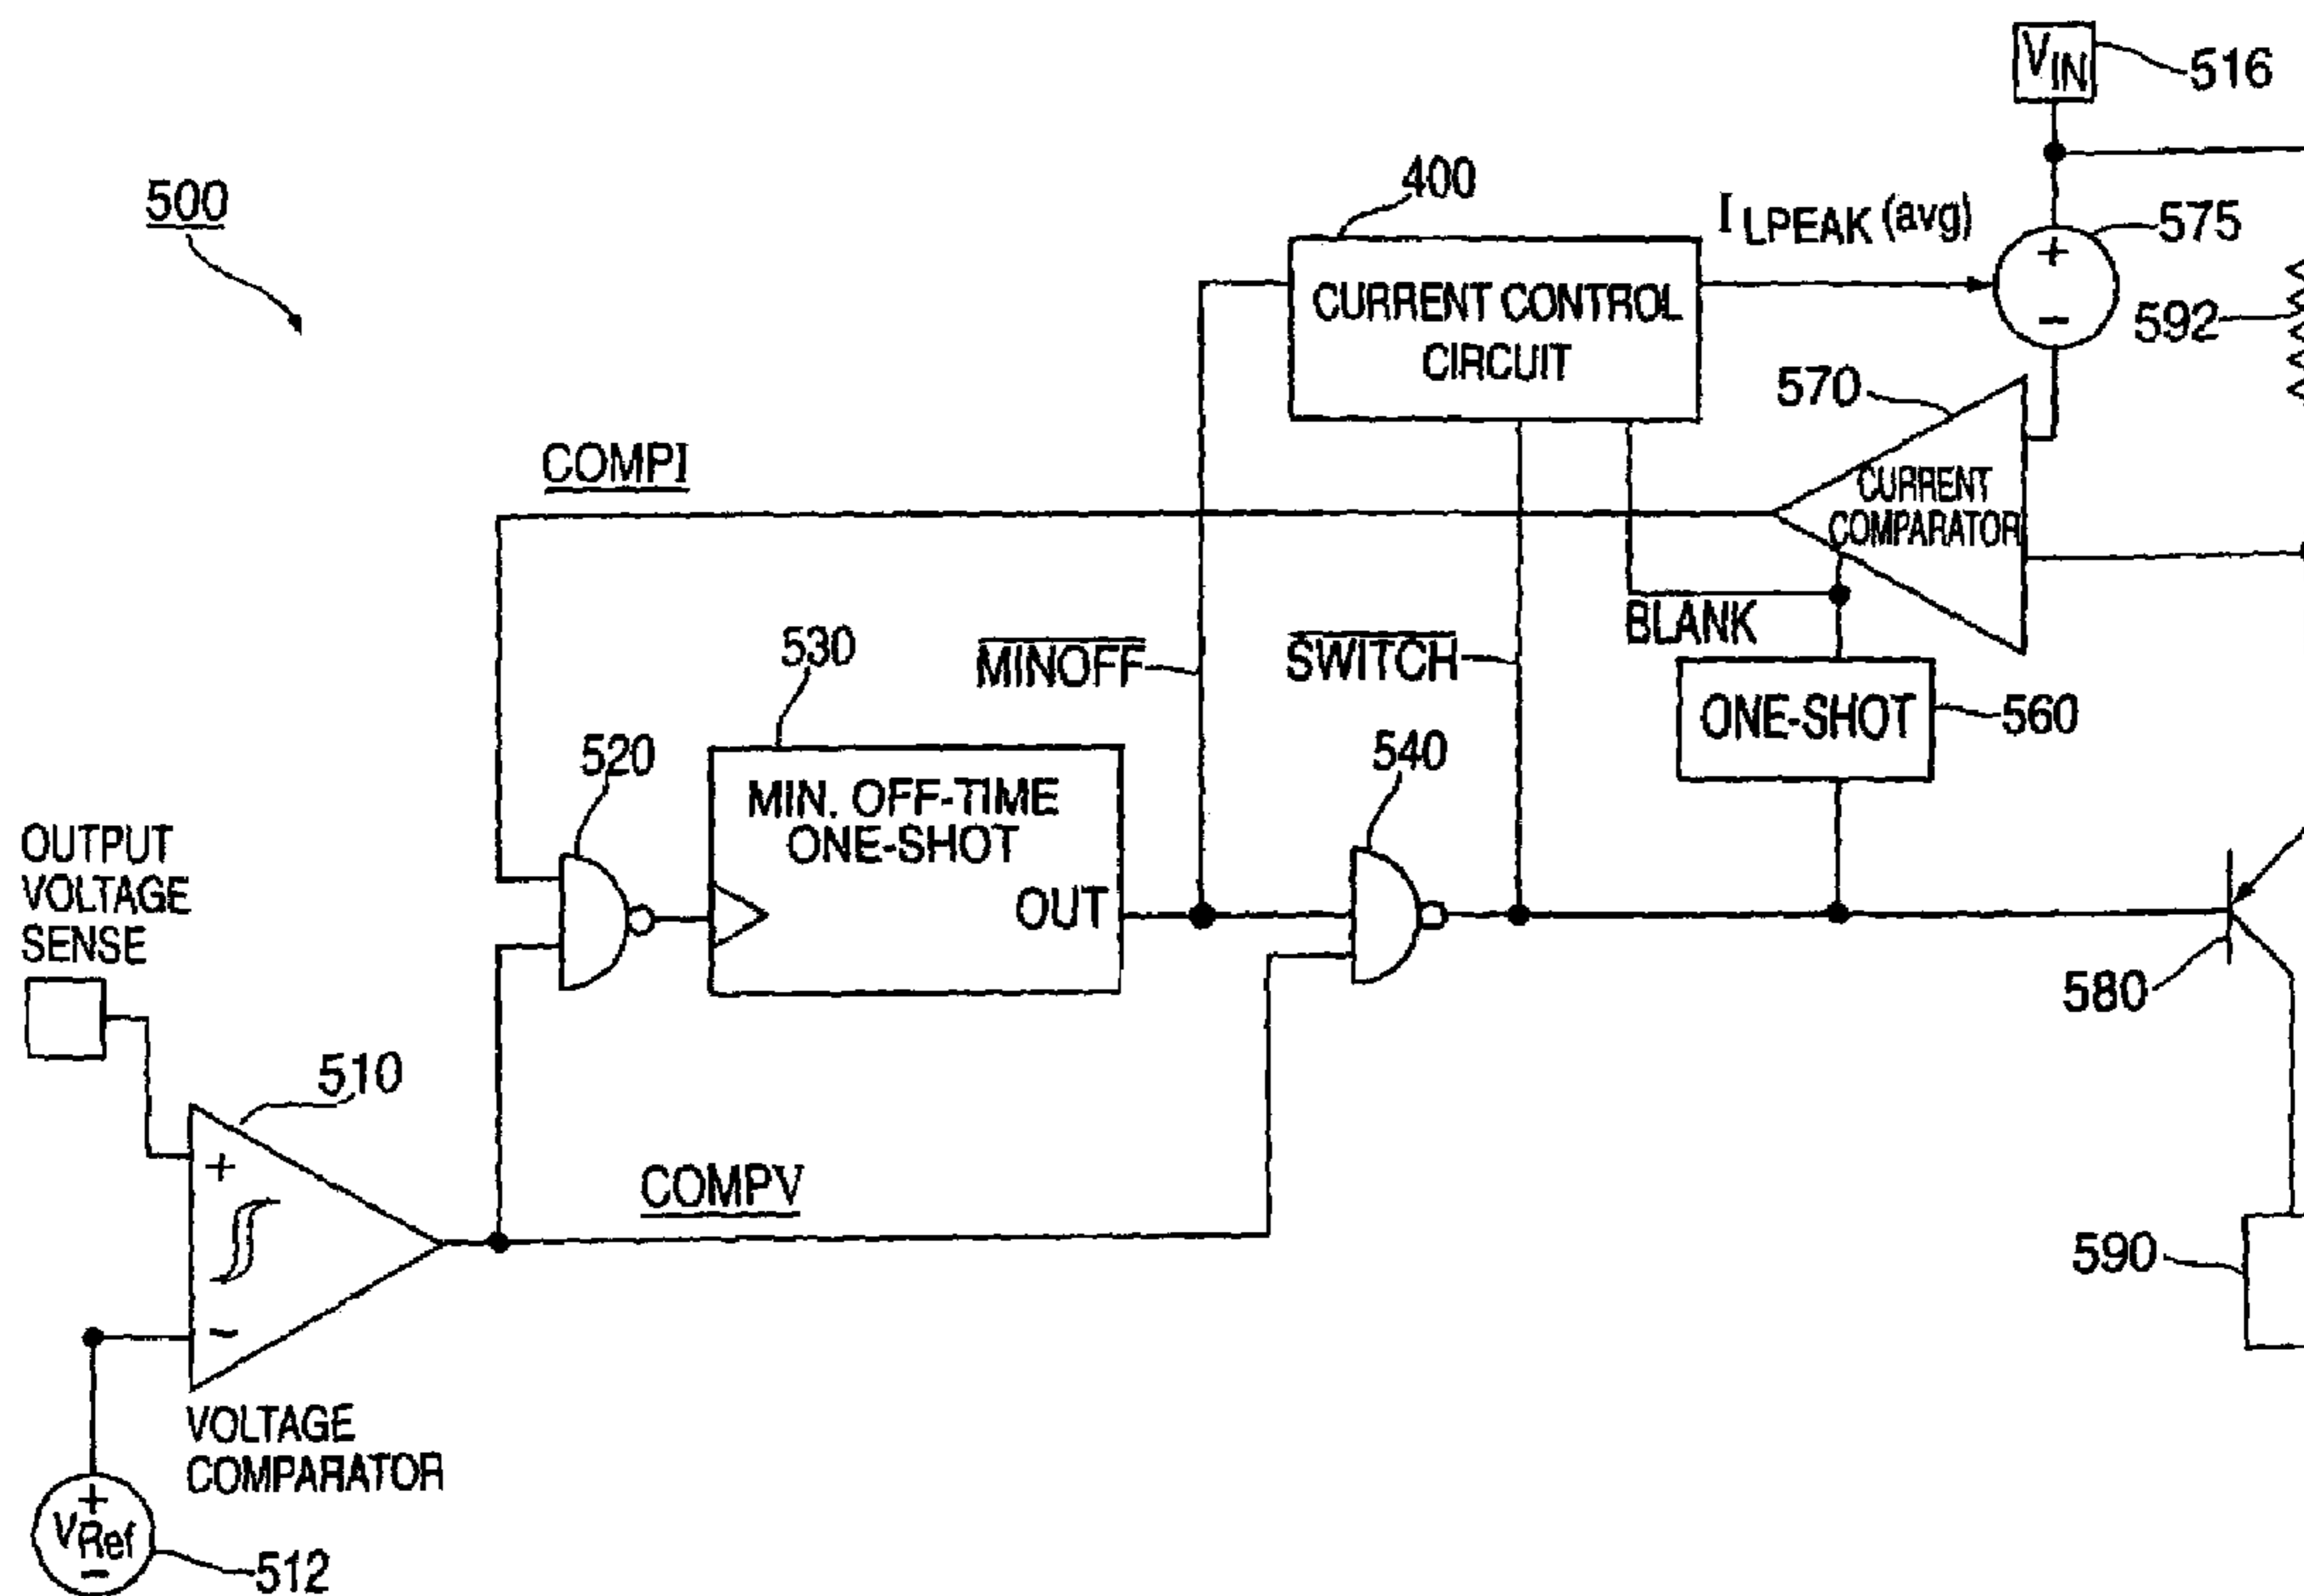 V_IN
516
500
400
I_LPEAK (avg)
575
CURRENT CONTROL
CIRCUIT
592
570
COMPI
CURRENT
COMPARATOR
BLANK
530
MINOFF
SWITCH
ONE-SHOT
560
520
540
MIN. OFF-TIME
ONE-SHOT
OUT
OUTPUT
VOLTAGE
SENSE
580
510
COMPV
590
VOLTAGE
COMPARATOR
V_Ref
512
+
−
+
−
+
−